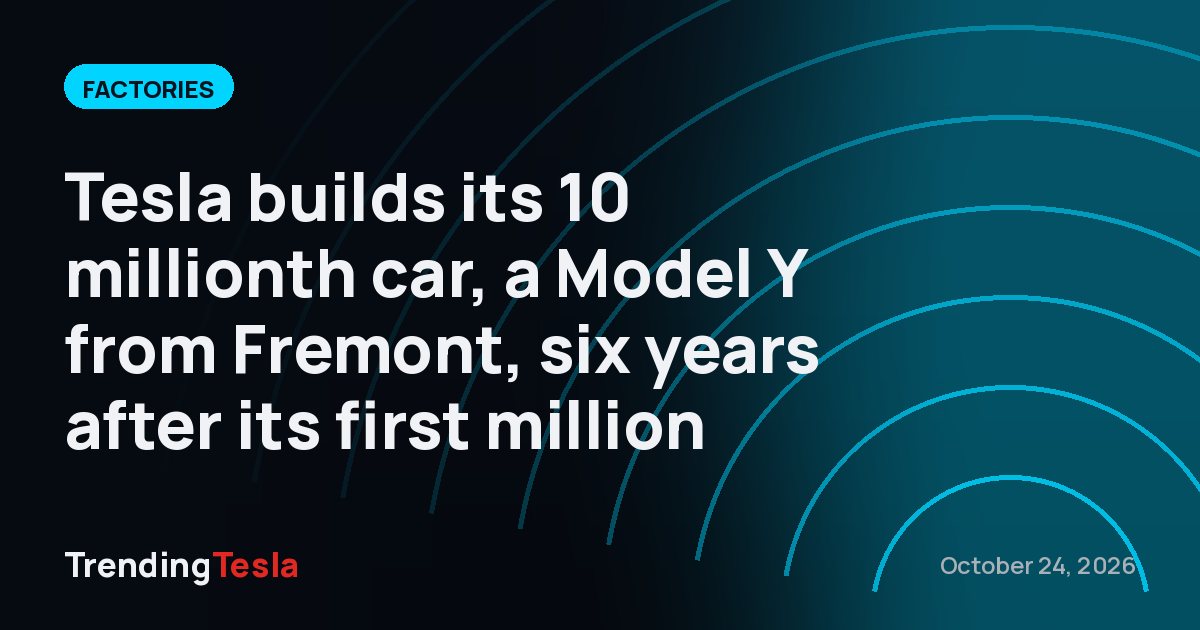 FACTORIES
Tesla builds its 10
millionth car, a Model Y
from Fremont, six years
after its first million
TrendingTesla
October 24, 2026